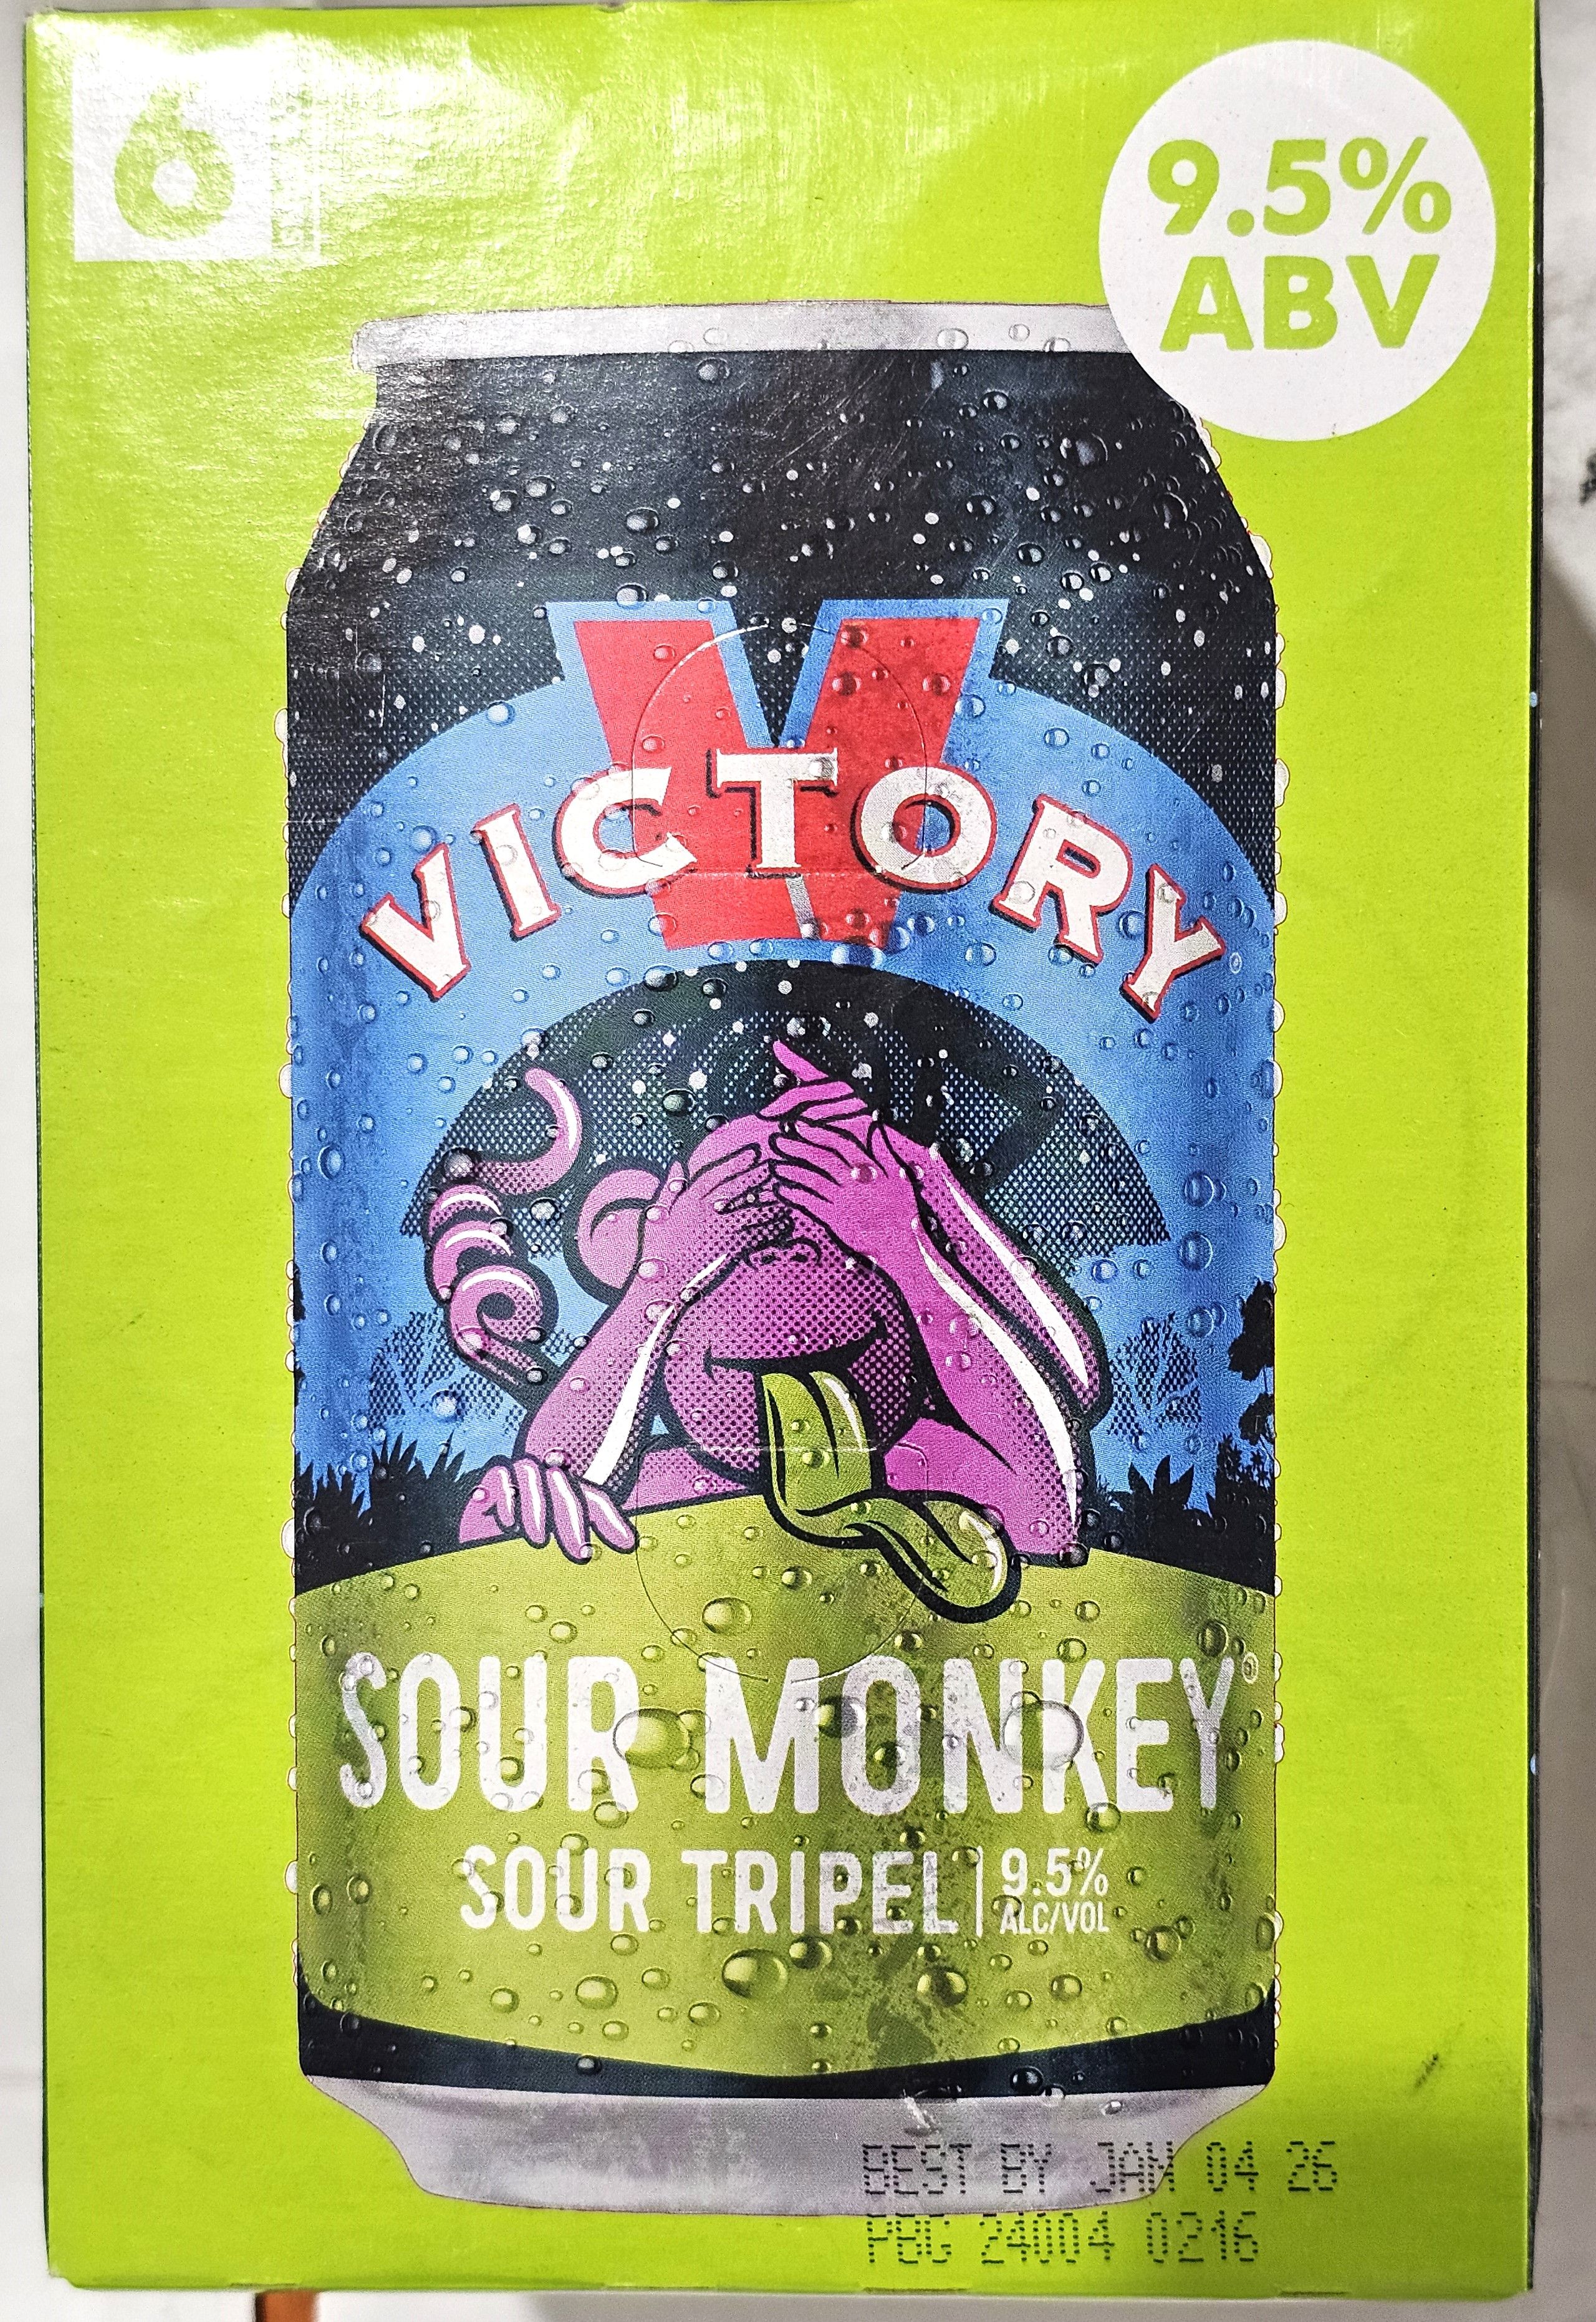 6
9.5%
ABV
V
VICTORY
SOUR MONKEY®
SOUR TRIPEL | 9.5%
ALC/VOL
BEST BY JAN 04 26
PBG 24004 0216